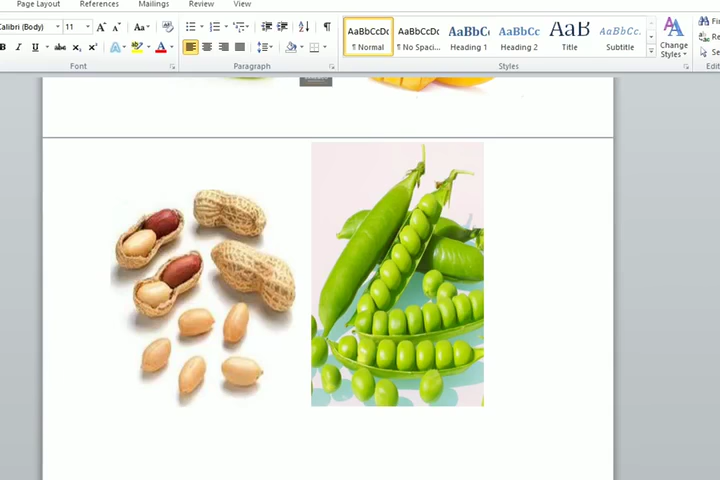 Page Layout References Mailings Review View
Calibri (Body) 11
AaBbCcDc AaBbCcDc AaBbC AaBbCc AaB AaBbCc.
¶ Normal ¶ No Spaci... Heading 1 Heading 2 Title Subtitle
Change
Styles
Font Paragraph Styles